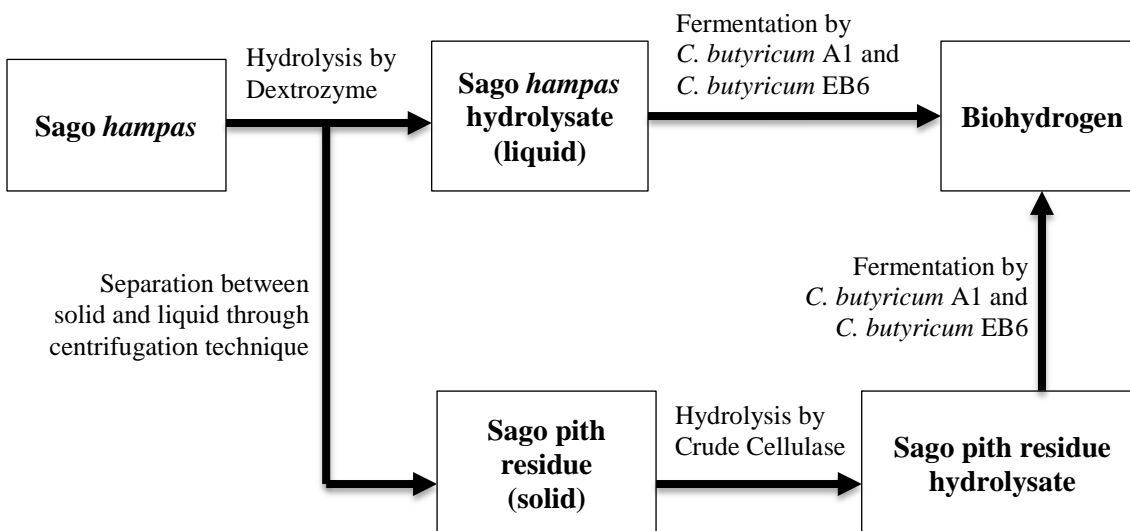 Sago hampas
Hydrolysis by
Dextrozyme
Sago hampas
hydrolysate
(liquid)
Fermentation by
C. butyricum A1 and
C. butyricum EB6
Biohydrogen
Separation between
solid and liquid through
centrifugation technique
Sago pith
residue
(solid)
Hydrolysis by
Crude Cellulase
Sago pith residue
hydrolysate
Fermentation by
C. butyricum A1 and
C. butyricum EB6